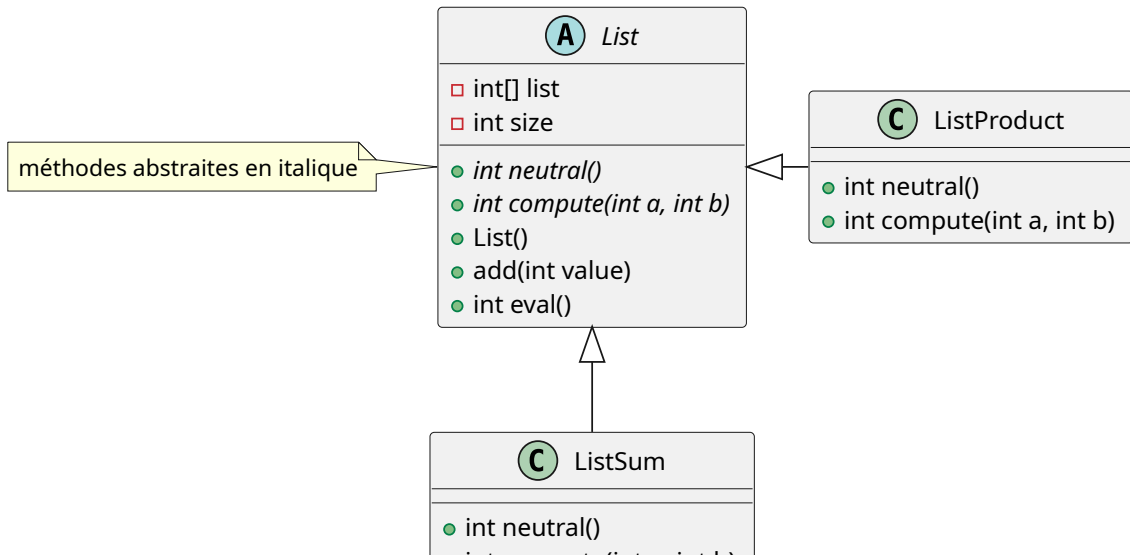 A List
int[] list
int size
int neutral()
int compute(int a, int b)
List()
add(int value)
int eval()
méthodes abstraites en italique
C ListProduct
int neutral()
int compute(int a, int b)
C ListSum
int neutral()